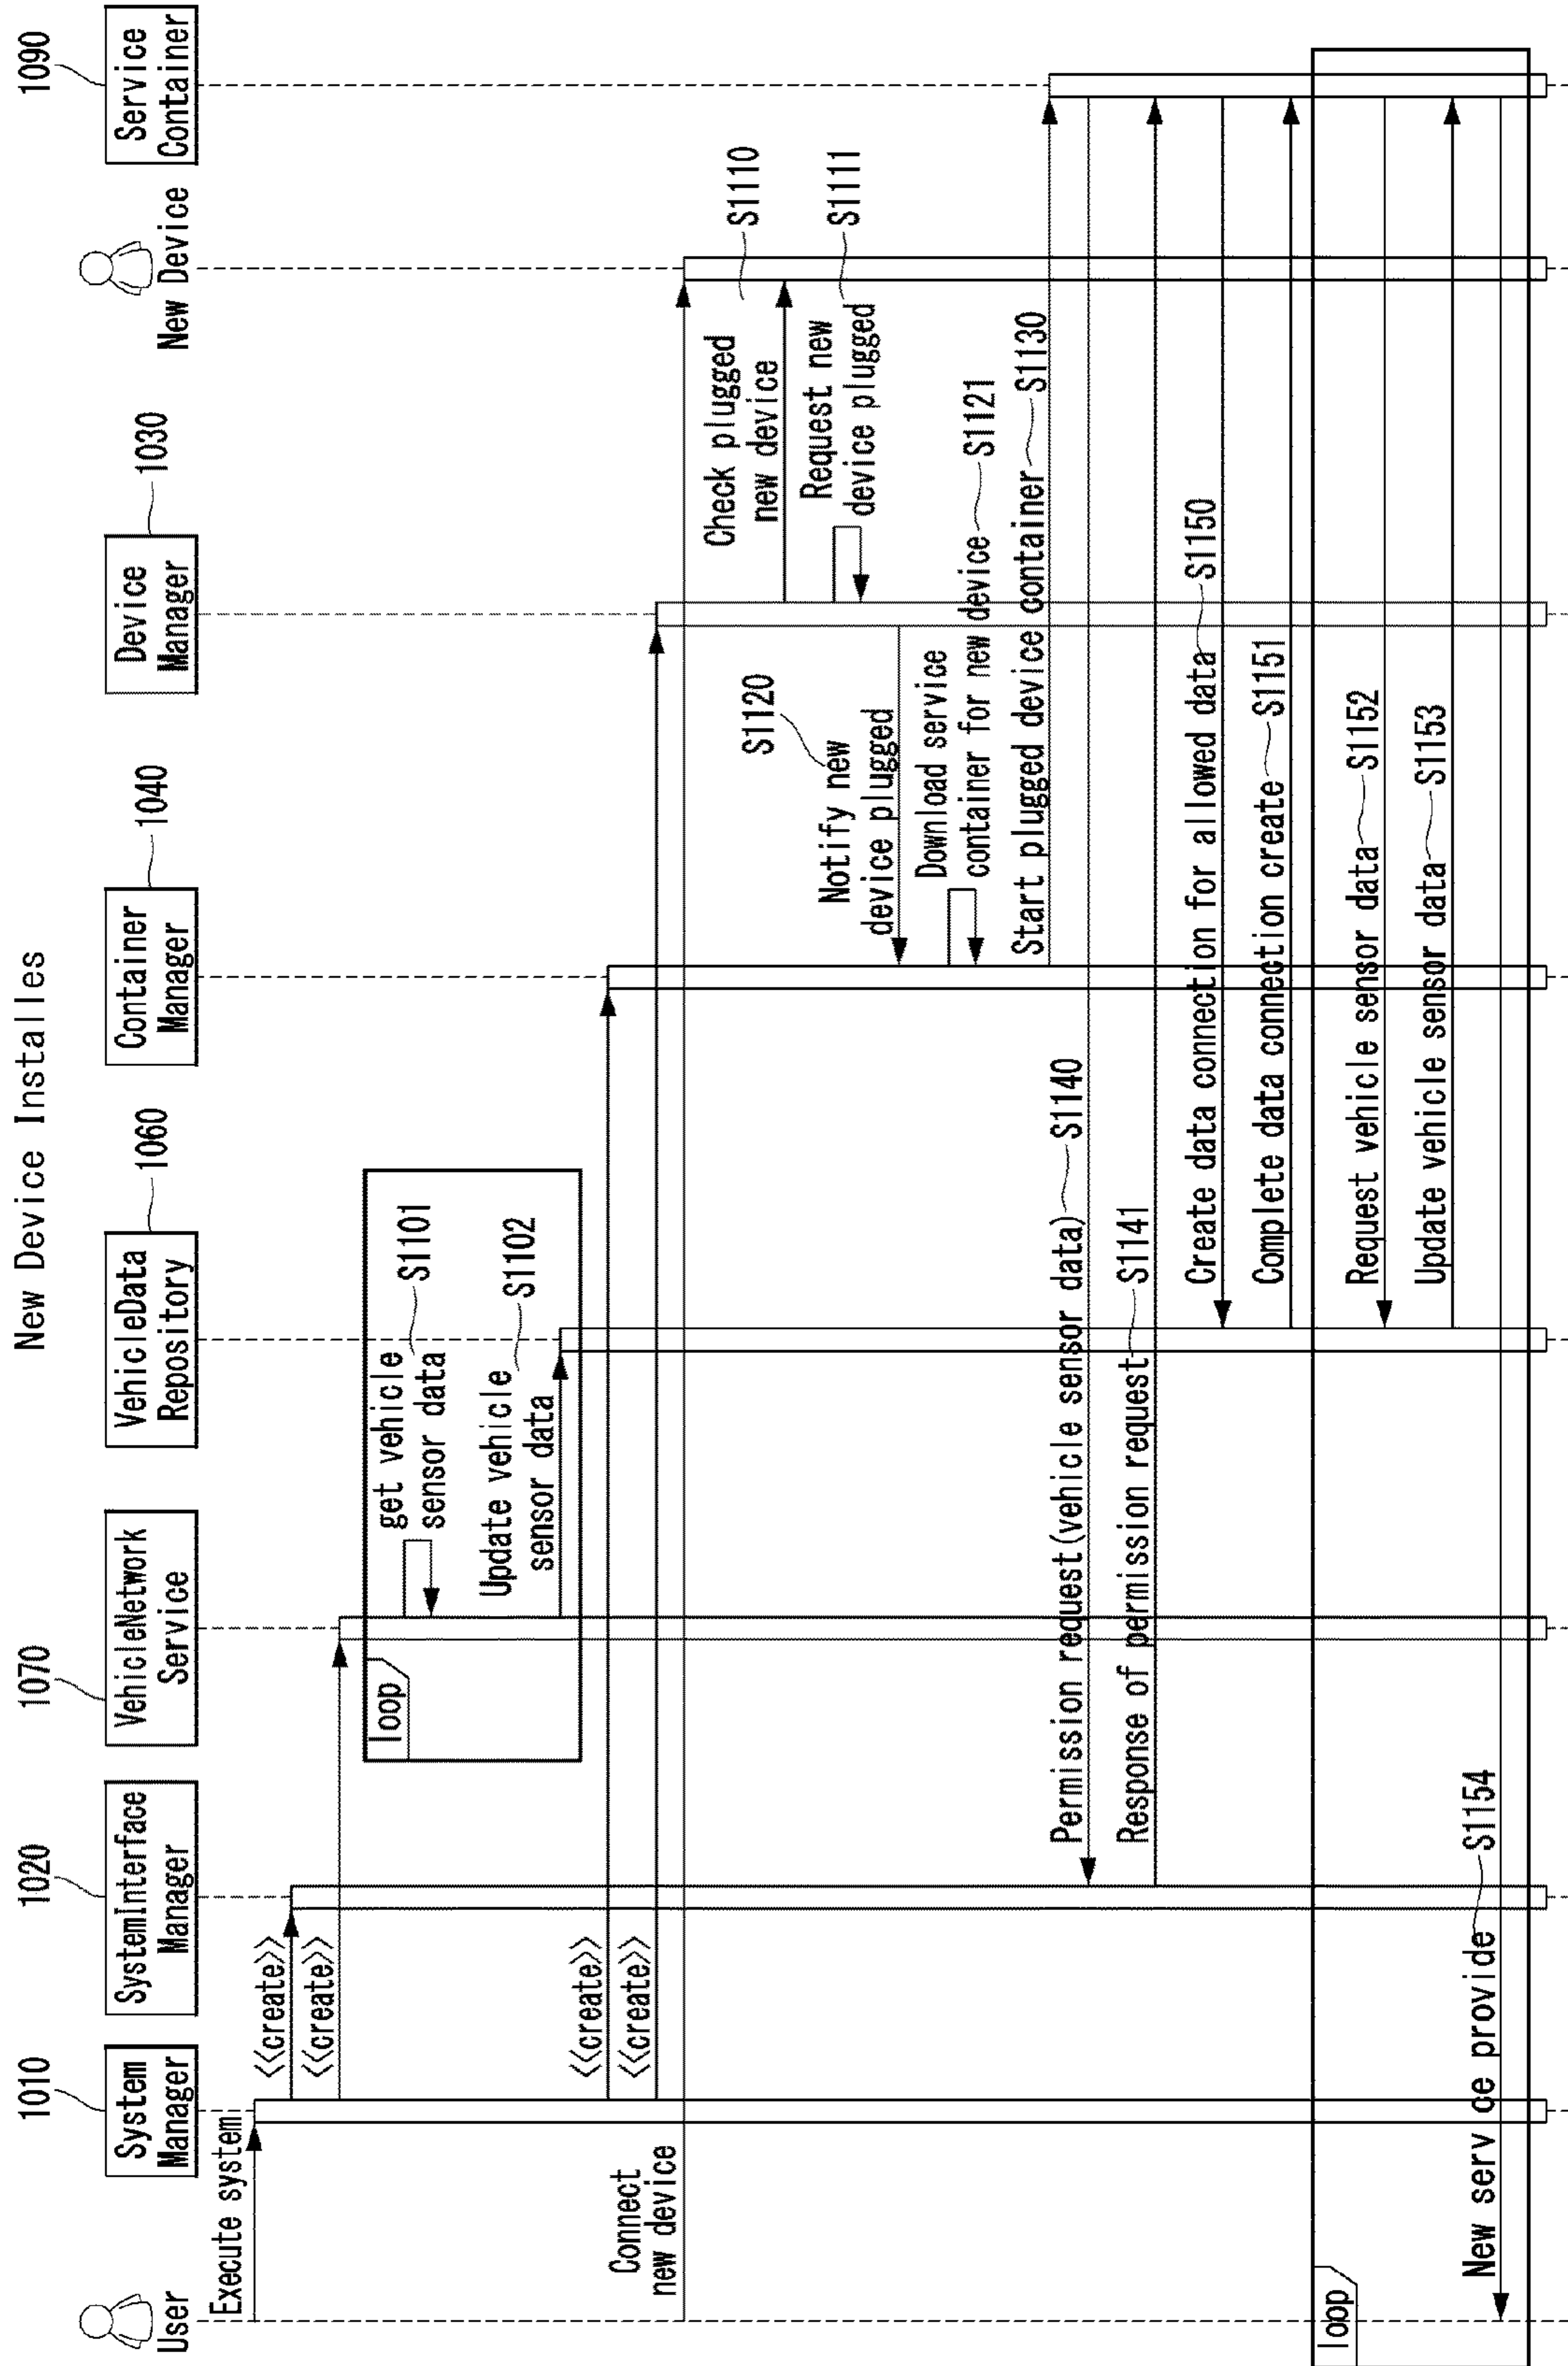 New Device Installes
User
1010
System
Manager
1020
SystemInterface
Manager
1070
VehicleNetwork
Service
1060
VehicleData
Repository
1040
Container
Manager
1030
Device
Manager
New Device
1090
Service
Container
Execute system
<<create>>
<<create>>
loop
get vehicle
sensor data
S1101
Update vehicle
sensor data
S1102
<<create>>
<<create>>
Connect
new device
Check plugged
new device
S1110
Request new
device plugged
S1111
S1120
Notify new
device plugged
Download service
container for new device
S1121
Start plugged device container
S1130
Permission request(vehicle sensor data)
S1140
Response of permission request
S1141
Create data connection for allowed data
S1150
Complete data connection create
S1151
loop
Request vehicle sensor data
S1152
Update vehicle sensor data
S1153
New serv ce provide
S1154